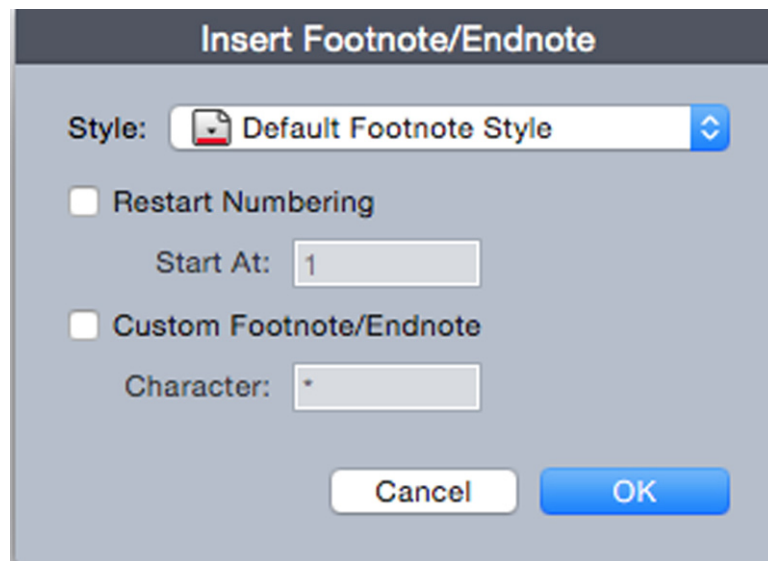 Insert Footnote/Endnote
Style: Default Footnote Style
Restart Numbering
Start At: 1
Custom Footnote/Endnote
Character: *
Cancel OK